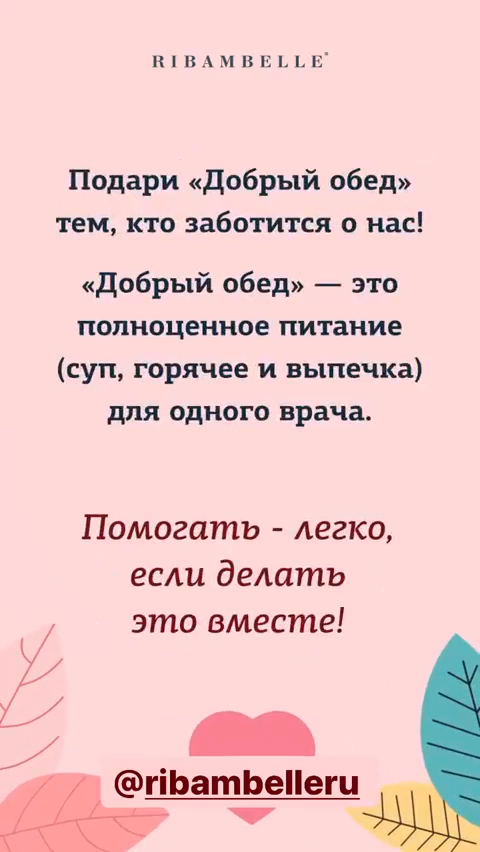 RIBAMBELLE®
Подари «Добрый обед»
тем, кто заботится о нас!
«Добрый обед» — это
полноценное питание
(суп, горячее и выпечка)
для одного врача.
Помогать - легко,
если делать
это вместе!
@ribambelleru